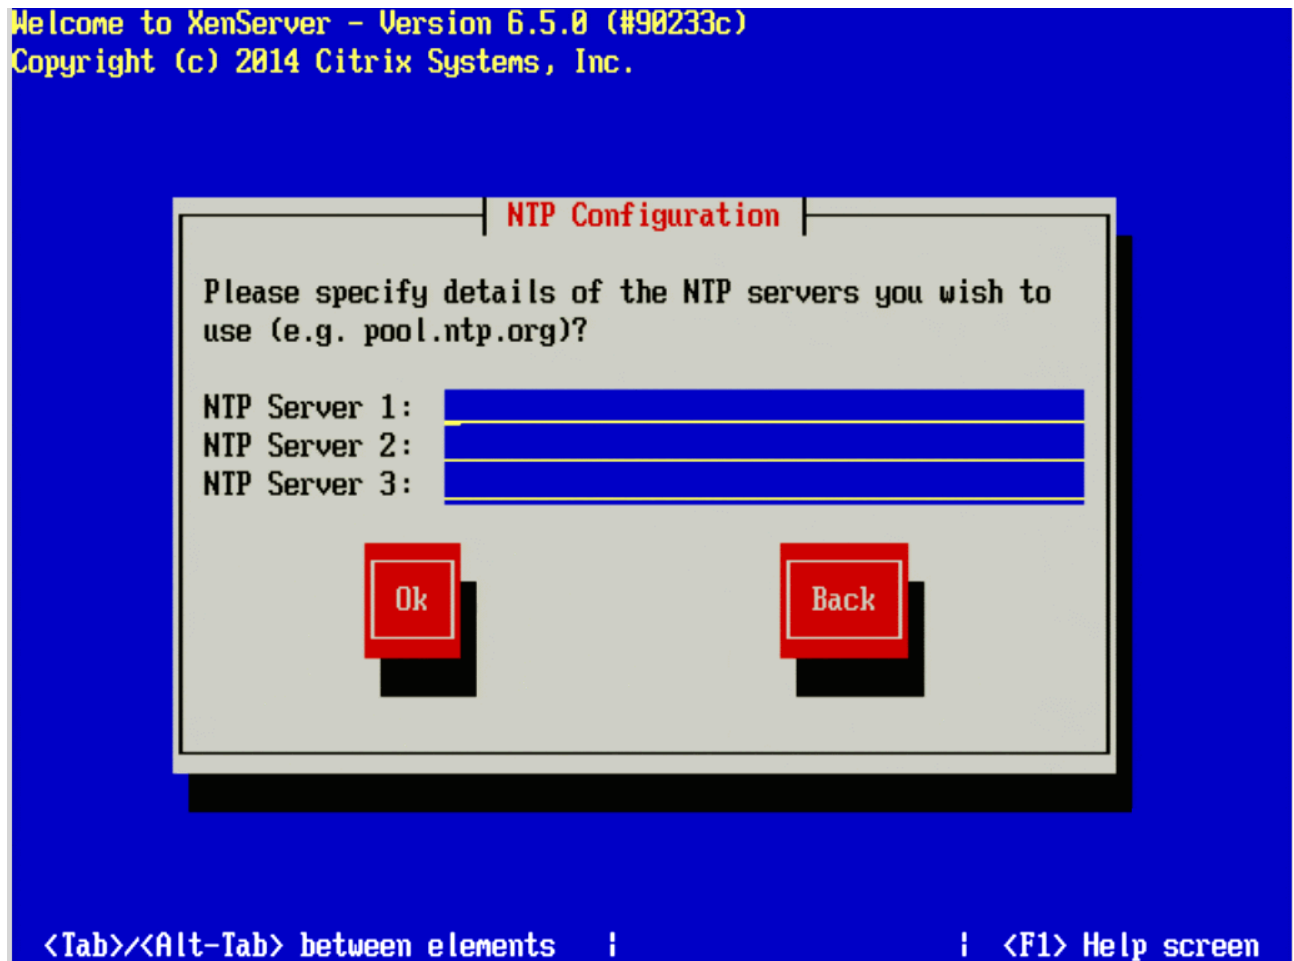 Welcome to XenServer - Version 6.5.0 (#90233c)
Copyright (c) 2014 Citrix Systems, Inc.
NTP Configuration
Please specify details of the NTP servers you wish to
use (e.g. pool.ntp.org)?
NTP Server 1:
NTP Server 2:
NTP Server 3:
Ok Back
<Tab>/<Alt-Tab> between elements | | <F1> Help screen